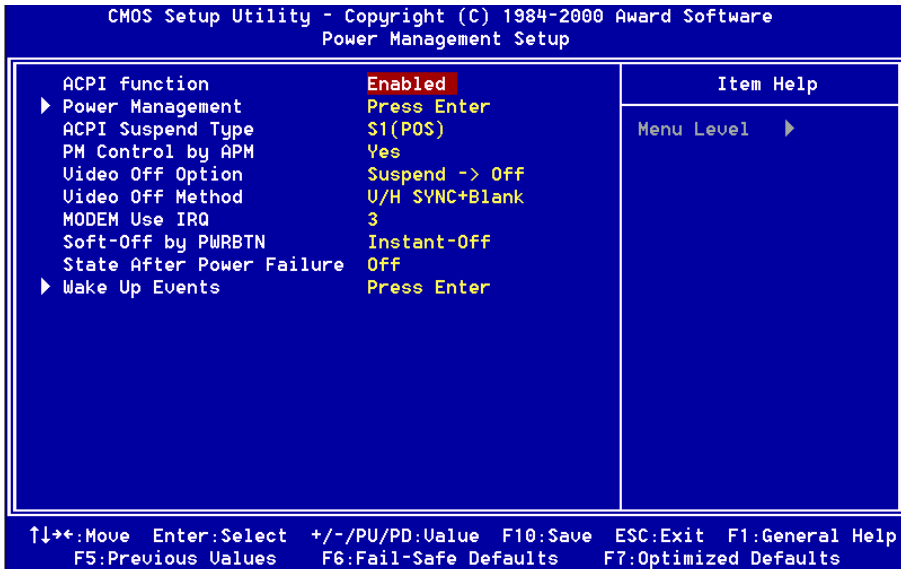 CMOS Setup Utility - Copyright (C) 1984-2000 Award Software
Power Management Setup
ACPI function Enabled
Power Management Press Enter
ACPI Suspend Type S1(POS)
PM Control by APM Yes
Video Off Option Suspend -> Off
Video Off Method V/H SYNC+Blank
MODEM Use IRQ 3
Soft-Off by PWRBTN Instant-Off
State After Power Failure Off
Wake Up Events Press Enter
Item Help
Menu Level
↑↓→←:Move Enter:Select +/-/PU/PD:Value F10:Save ESC:Exit F1:General Help
F5:Previous Values F6:Fail-Safe Defaults F7:Optimized Defaults